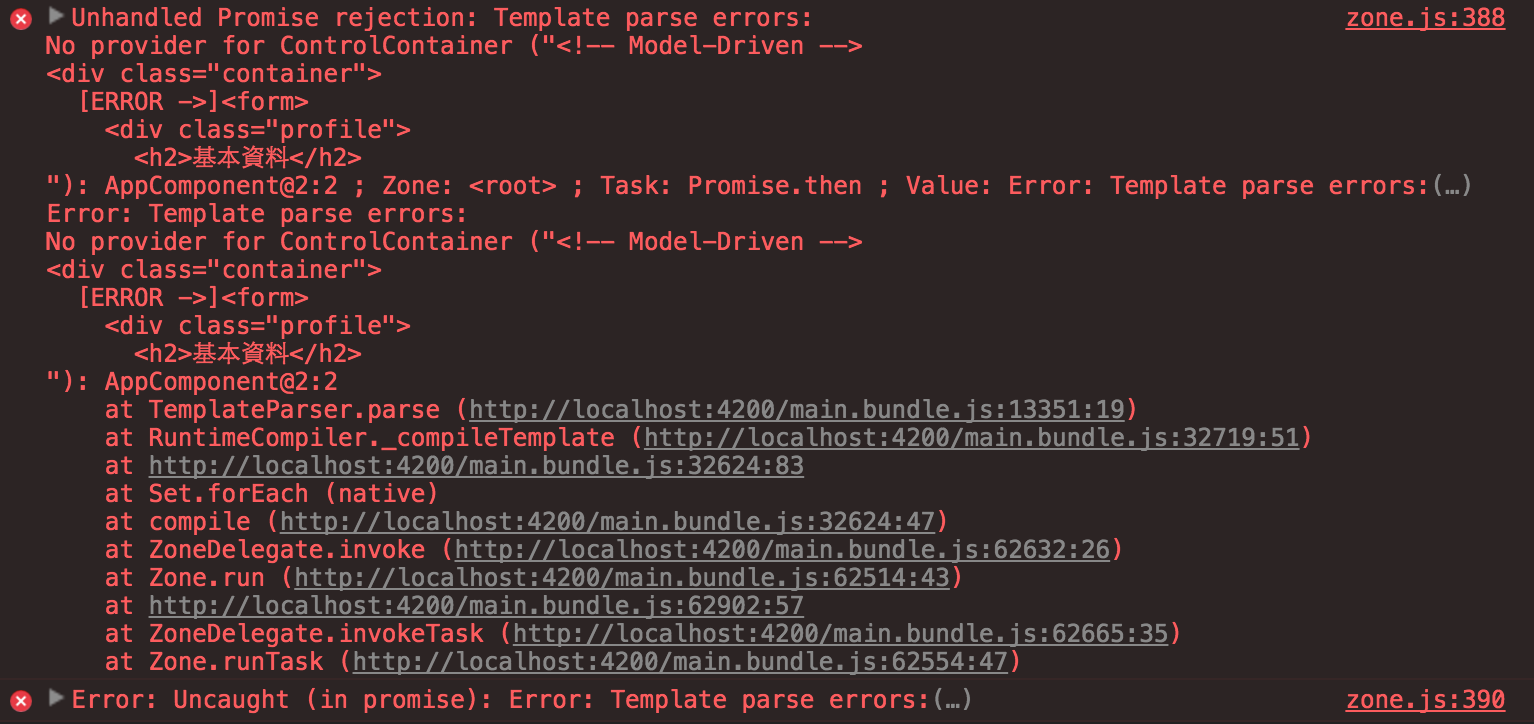 Unhandled Promise rejection: Template parse errors: zone.js:388
No provider for ControlContainer ("<!-- Model-Driven -->
<div class="container">
  [ERROR ->]<form>
    <div class="profile">
      <h2>基本資料</h2>
"): AppComponent@2:2 ; Zone: <root> ; Task: Promise.then ; Value: Error: Template parse errors:(…)
Error: Template parse errors:
No provider for ControlContainer ("<!-- Model-Driven -->
<div class="container">
  [ERROR ->]<form>
    <div class="profile">
      <h2>基本資料</h2>
"): AppComponent@2:2
    at TemplateParser.parse (http://localhost:4200/main.bundle.js:13351:19)
    at RuntimeCompiler._compileTemplate (http://localhost:4200/main.bundle.js:32719:51)
    at http://localhost:4200/main.bundle.js:32624:83
    at Set.forEach (native)
    at compile (http://localhost:4200/main.bundle.js:32624:47)
    at ZoneDelegate.invoke (http://localhost:4200/main.bundle.js:62632:26)
    at Zone.run (http://localhost:4200/main.bundle.js:62514:43)
    at http://localhost:4200/main.bundle.js:62902:57
    at ZoneDelegate.invokeTask (http://localhost:4200/main.bundle.js:62665:35)
    at Zone.runTask (http://localhost:4200/main.bundle.js:62554:47)
Error: Uncaught (in promise): Error: Template parse errors:(…) zone.js:390